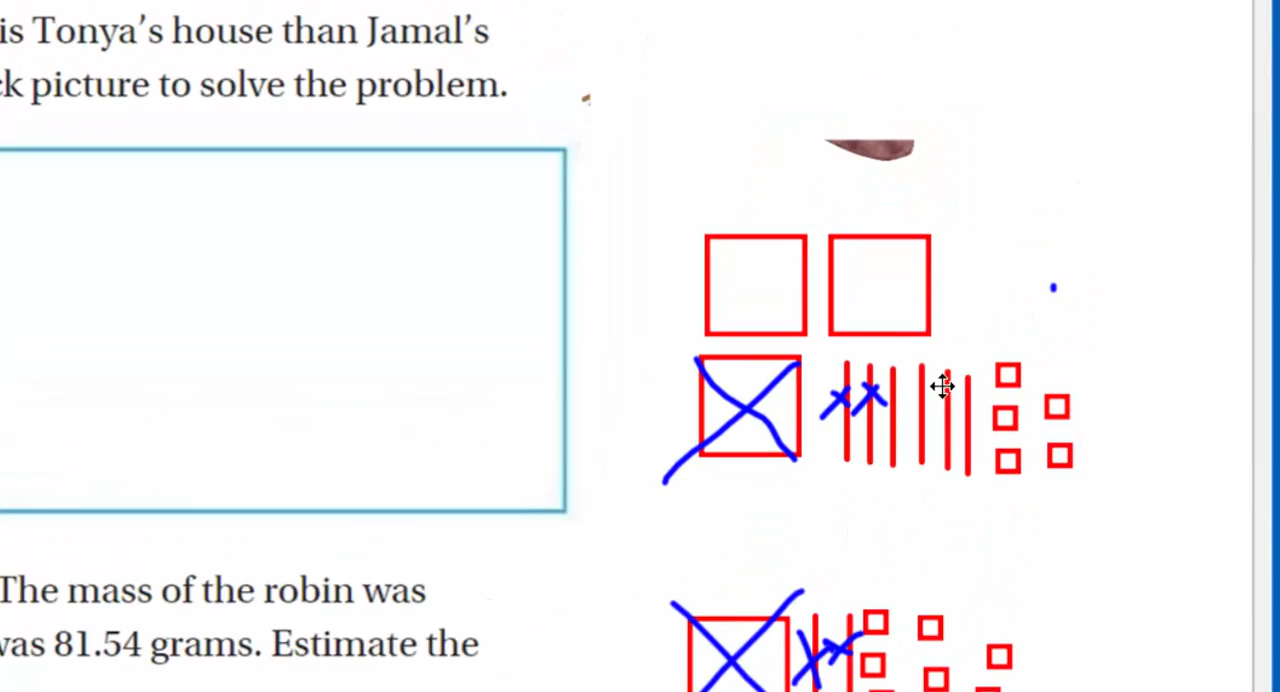 is Tonya's house than Jamal's
ck picture to solve the problem.
The mass of the robin was
was 81.54 grams. Estimate the